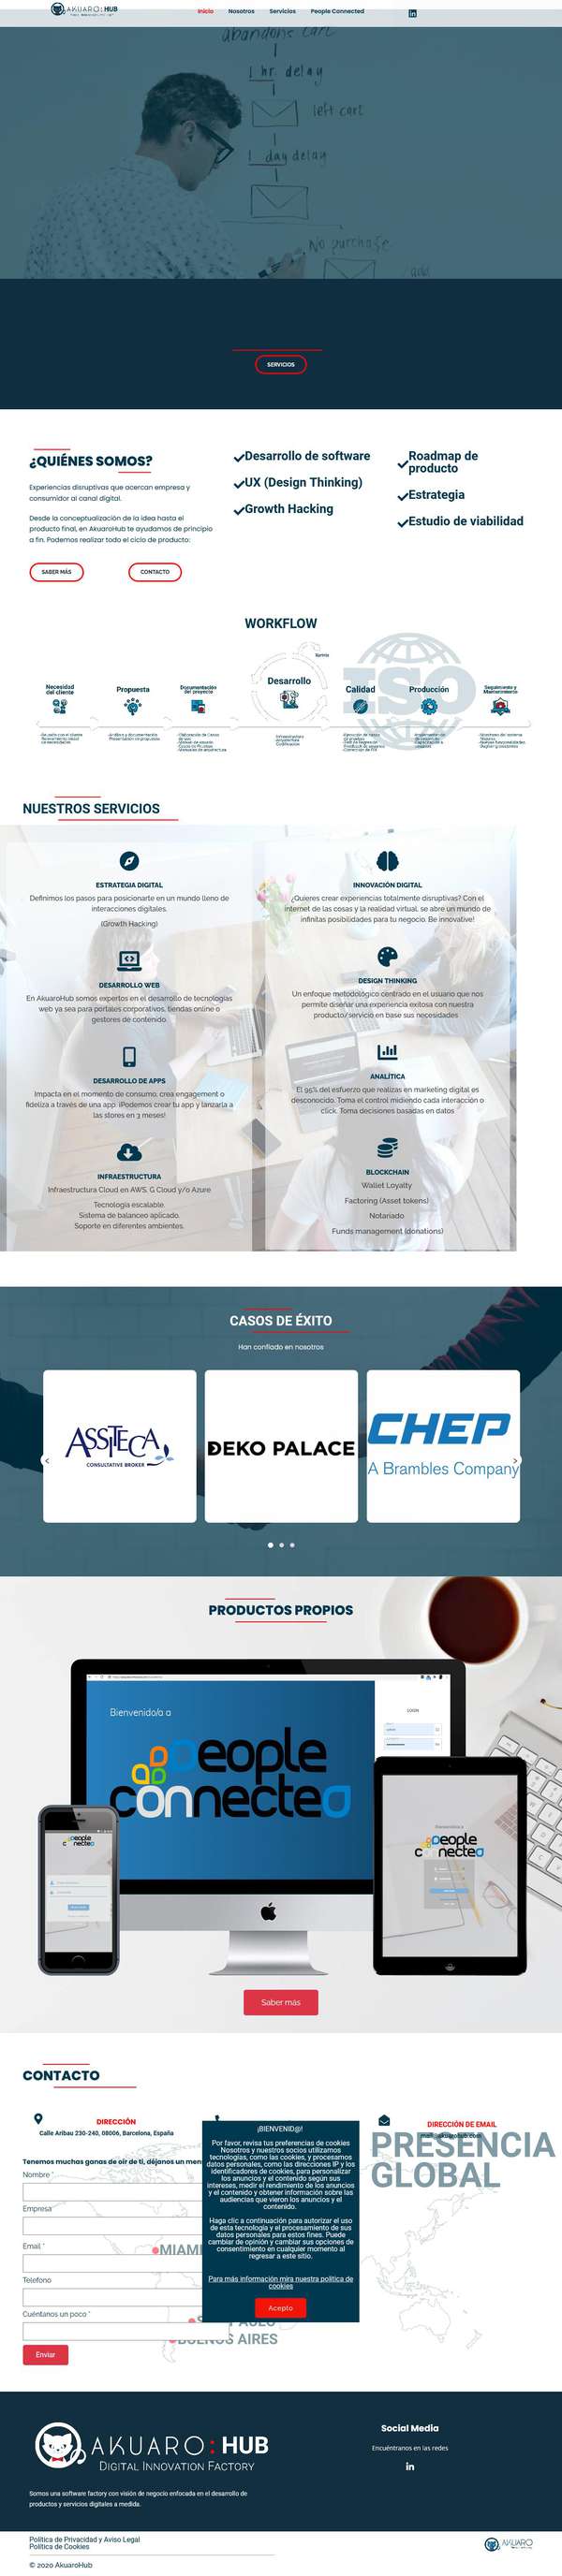 AKUARO:HUB
Inicio Nosotros Servicios People Connected
abandons cart
1 hr delay
left cart
1 day delay
No purchase
SERVICIOS
¿QUIÉNES SOMOS?
Experiencias disruptivas que acercan empresa y
consumidor al canal digital.
Desde la conceptualización de la idea hasta el
producto final, en AkuaroHub te ayudamos de principio
a fin. Podemos realizar todo el ciclo de producto:
SABER MÁS
CONTACTO
Desarrollo de software
UX (Design Thinking)
Growth Hacking
Roadmap de
producto
Estrategia
Estudio de viabilidad
WORKFLOW
ISO
Necesidad
del cliente
Propuesta
Documentación
del proyecto
Desarrollo
Calidad
Producción
Seguimiento y
Mantenimiento
NUESTROS SERVICIOS
ESTRATEGIA DIGITAL
Definimos los pasos para posicionarte en un mundo lleno de
interacciones digitales.
(Growth Hacking)
DESARROLLO WEB
En AkuaroHub somos expertos en el desarrollo de tecnologías
web ya sea para portales corporativos, tiendas online o
gestores de contenido.
DESARROLLO DE APPS
Impacta en el momento de consumo, crea engagement o
fideliza a través de una app. ¡Podemos crear tu app y lanzarla a
las stores en 3 meses!
INFRAESTRUCTURA
Infraestructura Cloud en AWS, G Cloud y/o Azure
Tecnología escalable.
Sistema de balanceo aplicado.
Soporte en diferentes ambientes.
INNOVACIÓN DIGITAL
¿Quieres crear experiencias totalmente disruptivas? Con el
internet de las cosas y la realidad virtual, se abre un mundo de
infinitas posibilidades para tu negocio. Be innovative!
DESIGN THINKING
Un enfoque metodológico centrado en el usuario que nos
permite diseñar una experiencia exitosa con nuestra
producto/servicio en base sus necesidades
ANALÍTICA
El 95% del esfuerzo que realizas en marketing digital es
desconocido. Toma el control midiendo cada interacción o
click. Toma decisiones basadas en datos
BLOCKCHAIN
Wallet Loyalty
Factoring (Asset tokens)
Notariado
Funds management (donations)
CASOS DE ÉXITO
Han confiado en nosotros
ASSITECA
CONSULTATIVE BROKER
DEKO PALACE
CHEP
A Brambles Company
PRODUCTOS PROPIOS
Bienvenido/a a
people
connected
LOGIN
people
connected
people
connected
Saber más
CONTACTO
DIRECCIÓN
Calle Aribau 230-240, 08006, Barcelona, España
DIRECCIÓN DE EMAIL
PRESENCIA
GLOBAL
Tenemos muchas ganas de oír de ti, déjanos un men
Nombre *
Empresa
Email *
Teléfono
Cuéntanos un poco *
Enviar
MIAMI
PAULO
BUENOS AIRES
¡BIENVENID@!
Por favor, revisa tus preferencias de cookies
Nosotros y nuestros socios utilizamos
tecnologías, como las cookies, y procesamos
datos personales, como las direcciones IP y los
identificadores de cookies, para personalizar
los anuncios y el contenido según sus
intereses, medir el rendimiento de los anuncios
y el contenido y obtener información sobre las
audiencias que vieron los anuncios y el
contenido.
Haga clic a continuación para autorizar el uso
de esta tecnología y el procesamiento de sus
datos personales para estos fines. Puede
cambiar de opinión y cambiar sus opciones de
consentimiento en cualquier momento al
regresar a este sitio.
Para más información mira nuestra política de
cookies
Acepto
AKUARO:HUB
DIGITAL INNOVATION FACTORY
Somos una software factory con visión de negocio enfocada en el desarrollo de
productos y servicios digitales a medida.
Social Media
Encuéntranos en las redes
Política de Privacidad y Aviso Legal
Política de Cookies
© 2020 AkuaroHub
AKUARO